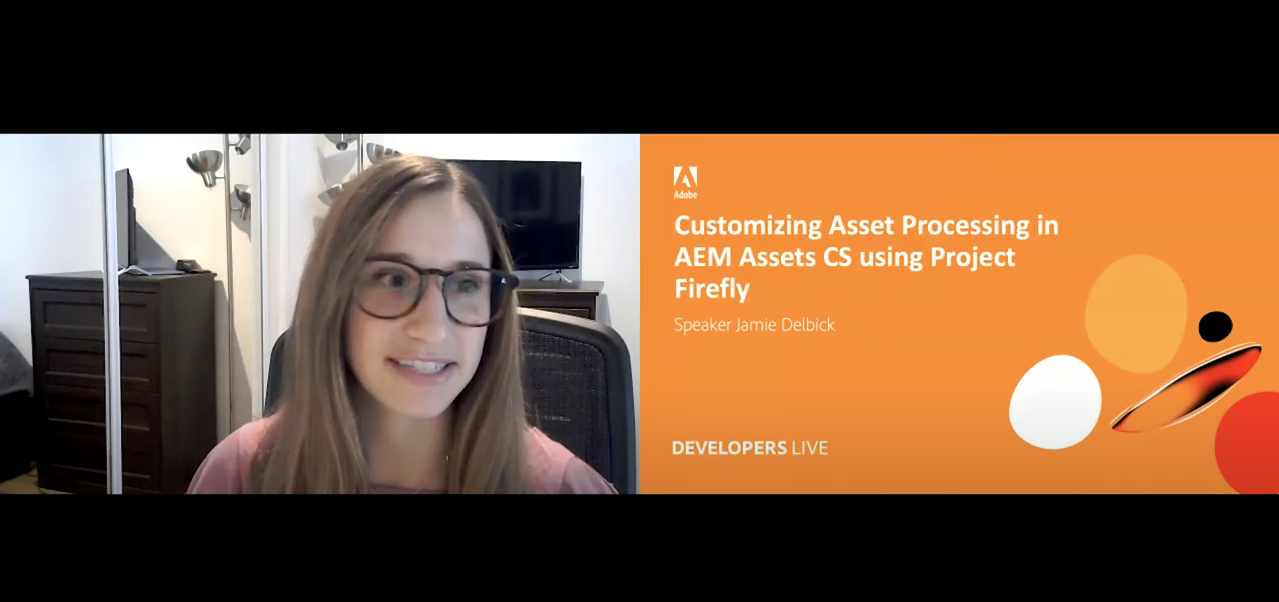 Adobe
Customizing Asset Processing in
AEM Assets CS using Project
Firefly
Speaker Jamie Delbick
DEVELOPERS LIVE